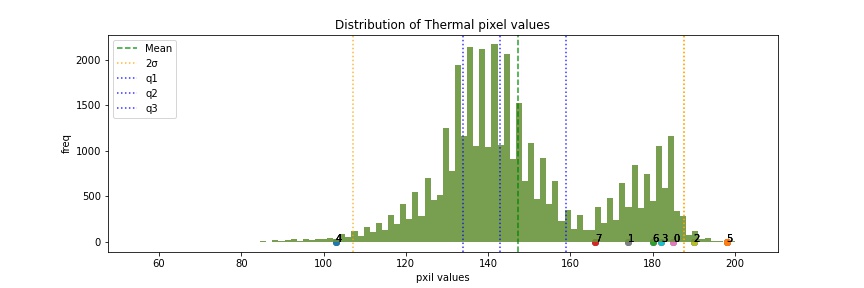 Distribution of Thermal pixel values
Mean
2σ
q1
q2
q3
freq
2000
1500
1000
500
0
4 7 1 6 3 0 2 5
60 80 100 120 140 160 180 200
pxil values